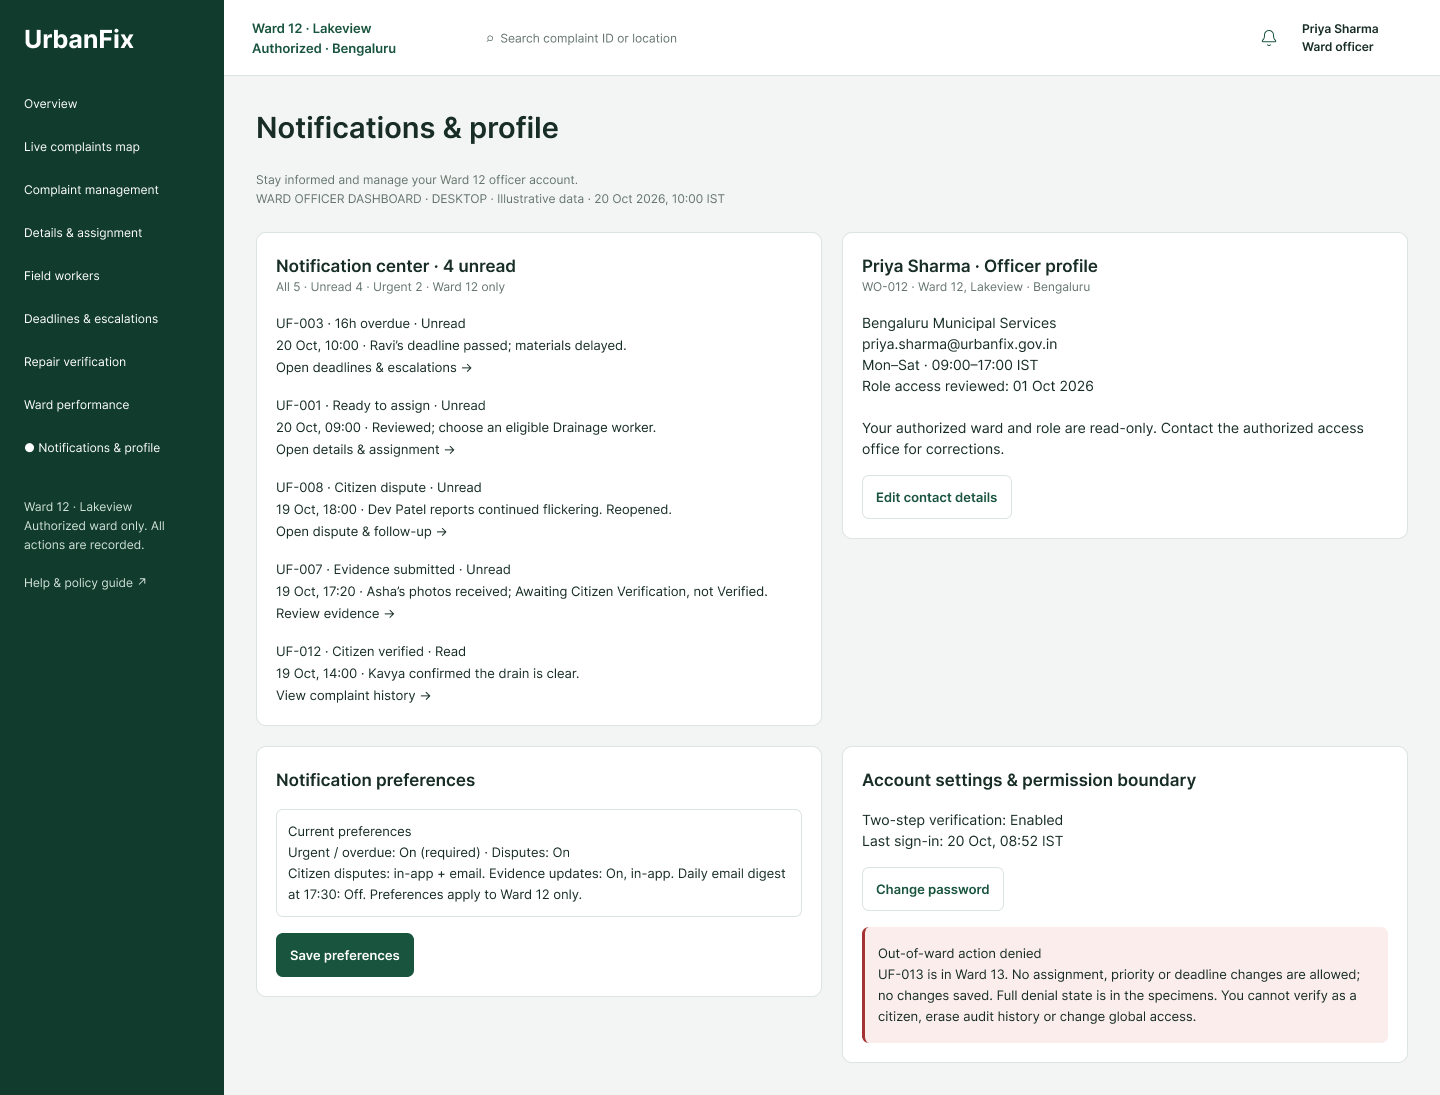 UrbanFix
Overview
Live complaints map
Complaint management
Details & assignment
Field workers
Deadlines & escalations
Repair verification
Ward performance
● Notifications & profile
Ward 12 · Lakeview
Authorized ward only. All
actions are recorded.
Help & policy guide ↗
Ward 12 · Lakeview
Authorized · Bengaluru
⌕ Search complaint ID or location
Priya Sharma
Ward officer
Notifications & profile
Stay informed and manage your Ward 12 officer account.
WARD OFFICER DASHBOARD · DESKTOP · Illustrative data · 20 Oct 2026, 10:00 IST
Notification center · 4 unread
All 5 · Unread 4 · Urgent 2 · Ward 12 only
UF-003 · 16h overdue · Unread
20 Oct, 10:00 · Ravi’s deadline passed; materials delayed.
Open deadlines & escalations →
UF-001 · Ready to assign · Unread
20 Oct, 09:00 · Reviewed; choose an eligible Drainage worker.
Open details & assignment →
UF-008 · Citizen dispute · Unread
19 Oct, 18:00 · Dev Patel reports continued flickering. Reopened.
Open dispute & follow-up →
UF-007 · Evidence submitted · Unread
19 Oct, 17:20 · Asha’s photos received; Awaiting Citizen Verification, not Verified.
Review evidence →
UF-012 · Citizen verified · Read
19 Oct, 14:00 · Kavya confirmed the drain is clear.
View complaint history →
Priya Sharma · Officer profile
WO-012 · Ward 12, Lakeview · Bengaluru
Bengaluru Municipal Services
priya.sharma@urbanfix.gov.in
Mon–Sat · 09:00–17:00 IST
Role access reviewed: 01 Oct 2026
Your authorized ward and role are read-only. Contact the authorized access
office for corrections.
Edit contact details
Notification preferences
Current preferences
Urgent / overdue: On (required) · Disputes: On
Citizen disputes: in-app + email. Evidence updates: On, in-app. Daily email digest
at 17:30: Off. Preferences apply to Ward 12 only.
Save preferences
Account settings & permission boundary
Two-step verification: Enabled
Last sign-in: 20 Oct, 08:52 IST
Change password
Out-of-ward action denied
UF-013 is in Ward 13. No assignment, priority or deadline changes are allowed;
no changes saved. Full denial state is in the specimens. You cannot verify as a
citizen, erase audit history or change global access.